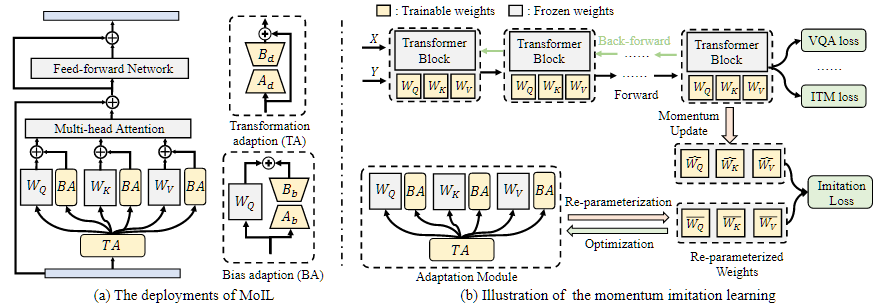 Feed-forward Network
Multi-head Attention
W_Q BA W_K BA W_V BA
TA
B_d
A_d
Transformation
adaption (TA)
W_Q
B_b
A_b
Bias adaption (BA)
(a) The deployments of MoIL
: Trainable weights : Frozen weights
X
Y
Transformer
Block
W_Q W_K W_V
Transformer
Block
W_Q W_K W_V
Back-forward
......
......
Forward
Transformer
Block
W_Q W_K W_V
VQA loss
......
ITM loss
Momentum
Update
\widehat{W_Q} \widehat{W_K} \widehat{W_V}
W_Q BA W_K BA W_V BA
TA
Adaptation Module
Re-parameterization
Optimization
\overline{W_Q} \overline{W_K} \overline{W_V}
Re-parameterized
Weights
Imitation
Loss
(b) Illustration of the momentum imitation learning